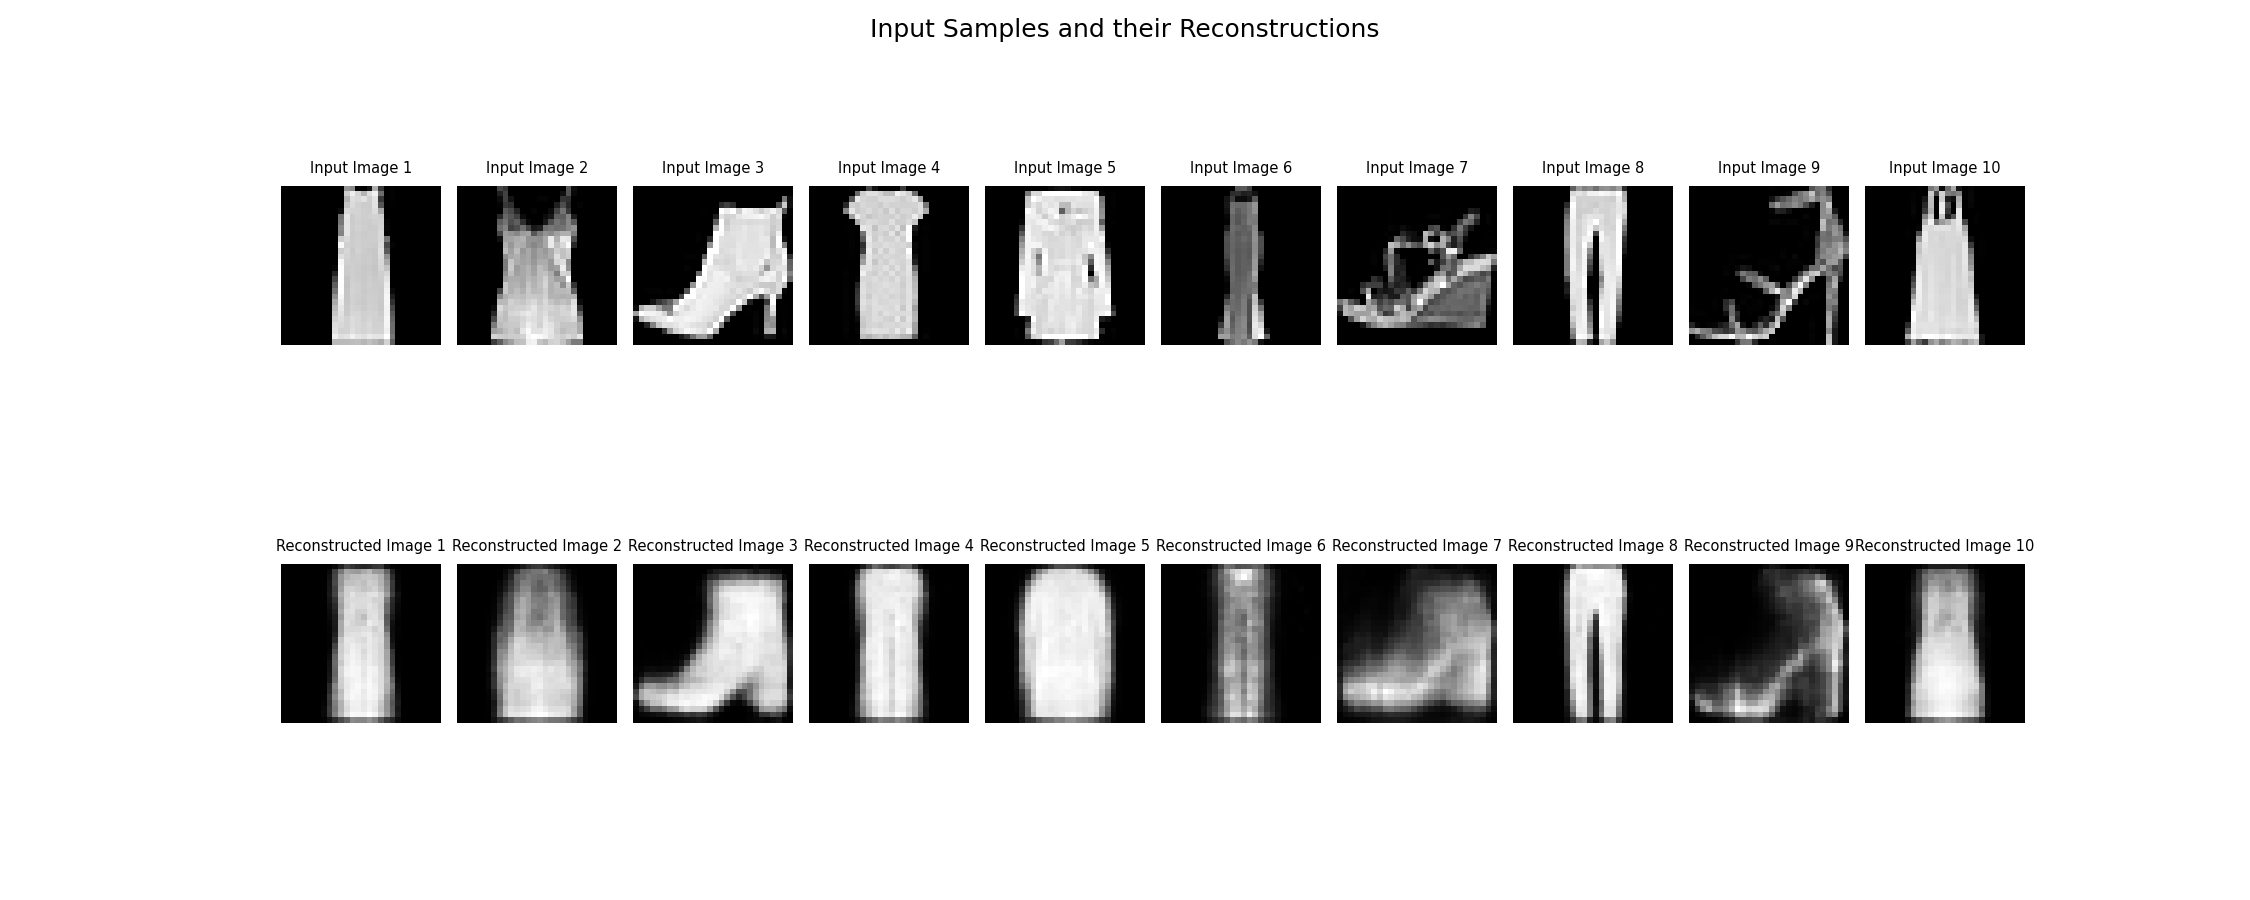 Input Samples and their Reconstructions
Input Image 1 Input Image 2 Input Image 3 Input Image 4 Input Image 5 Input Image 6 Input Image 7 Input Image 8 Input Image 9 Input Image 10
Reconstructed Image 1 Reconstructed Image 2 Reconstructed Image 3 Reconstructed Image 4 Reconstructed Image 5 Reconstructed Image 6 Reconstructed Image 7 Reconstructed Image 8 Reconstructed Image 9 Reconstructed Image 10